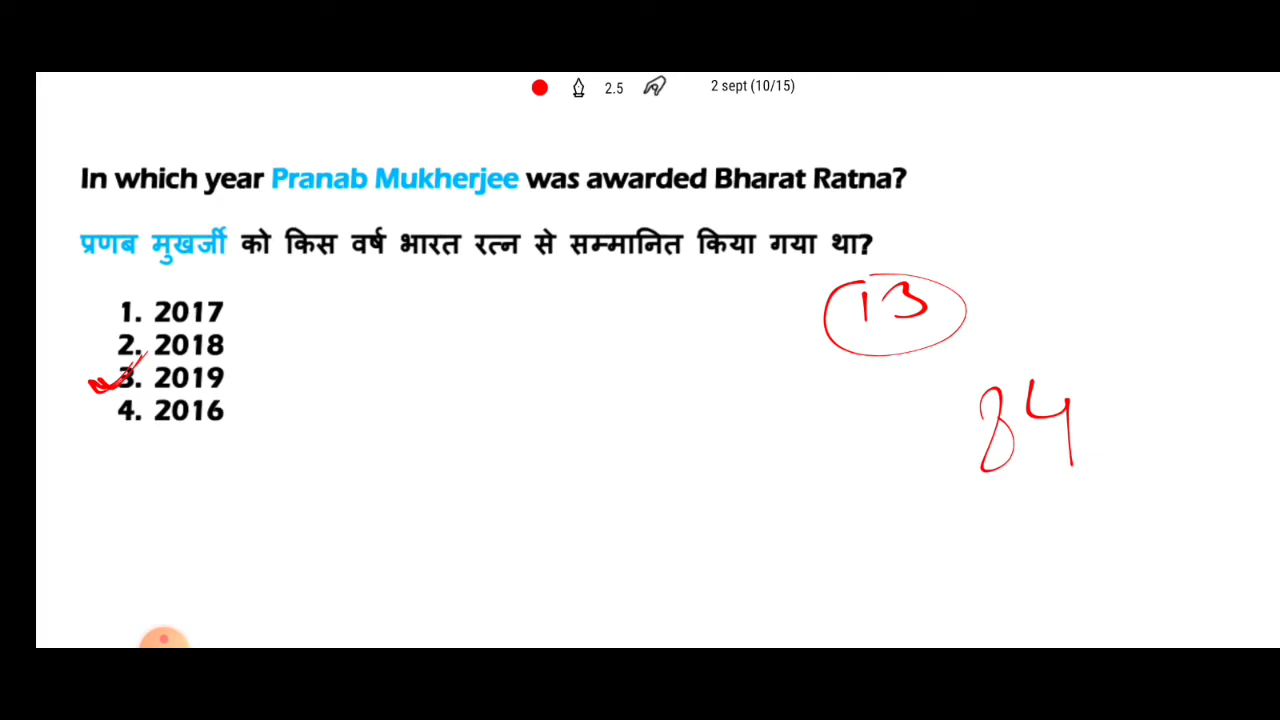 2.5 2 sept (10/15)
In which year Pranab Mukherjee was awarded Bharat Ratna?
प्रणब मुखर्जी को किस वर्ष भारत रत्न से सम्मानित किया गया था?
1. 2017
13
2. 2018
3. 2019
4. 2016
84